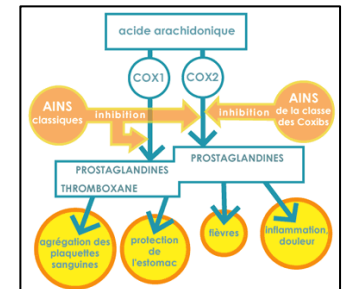 acide arachidonique
COX1
COX2
AINS
classiques
inhibition
inhibition
AINS
de la classe
des Coxibs
PROSTAGLANDINES
THROMBOXANE
PROSTAGLANDINES
agrégation des
plaquettes
sanguines
protection
de
l'estomac
fièvres
inflammation,
douleur